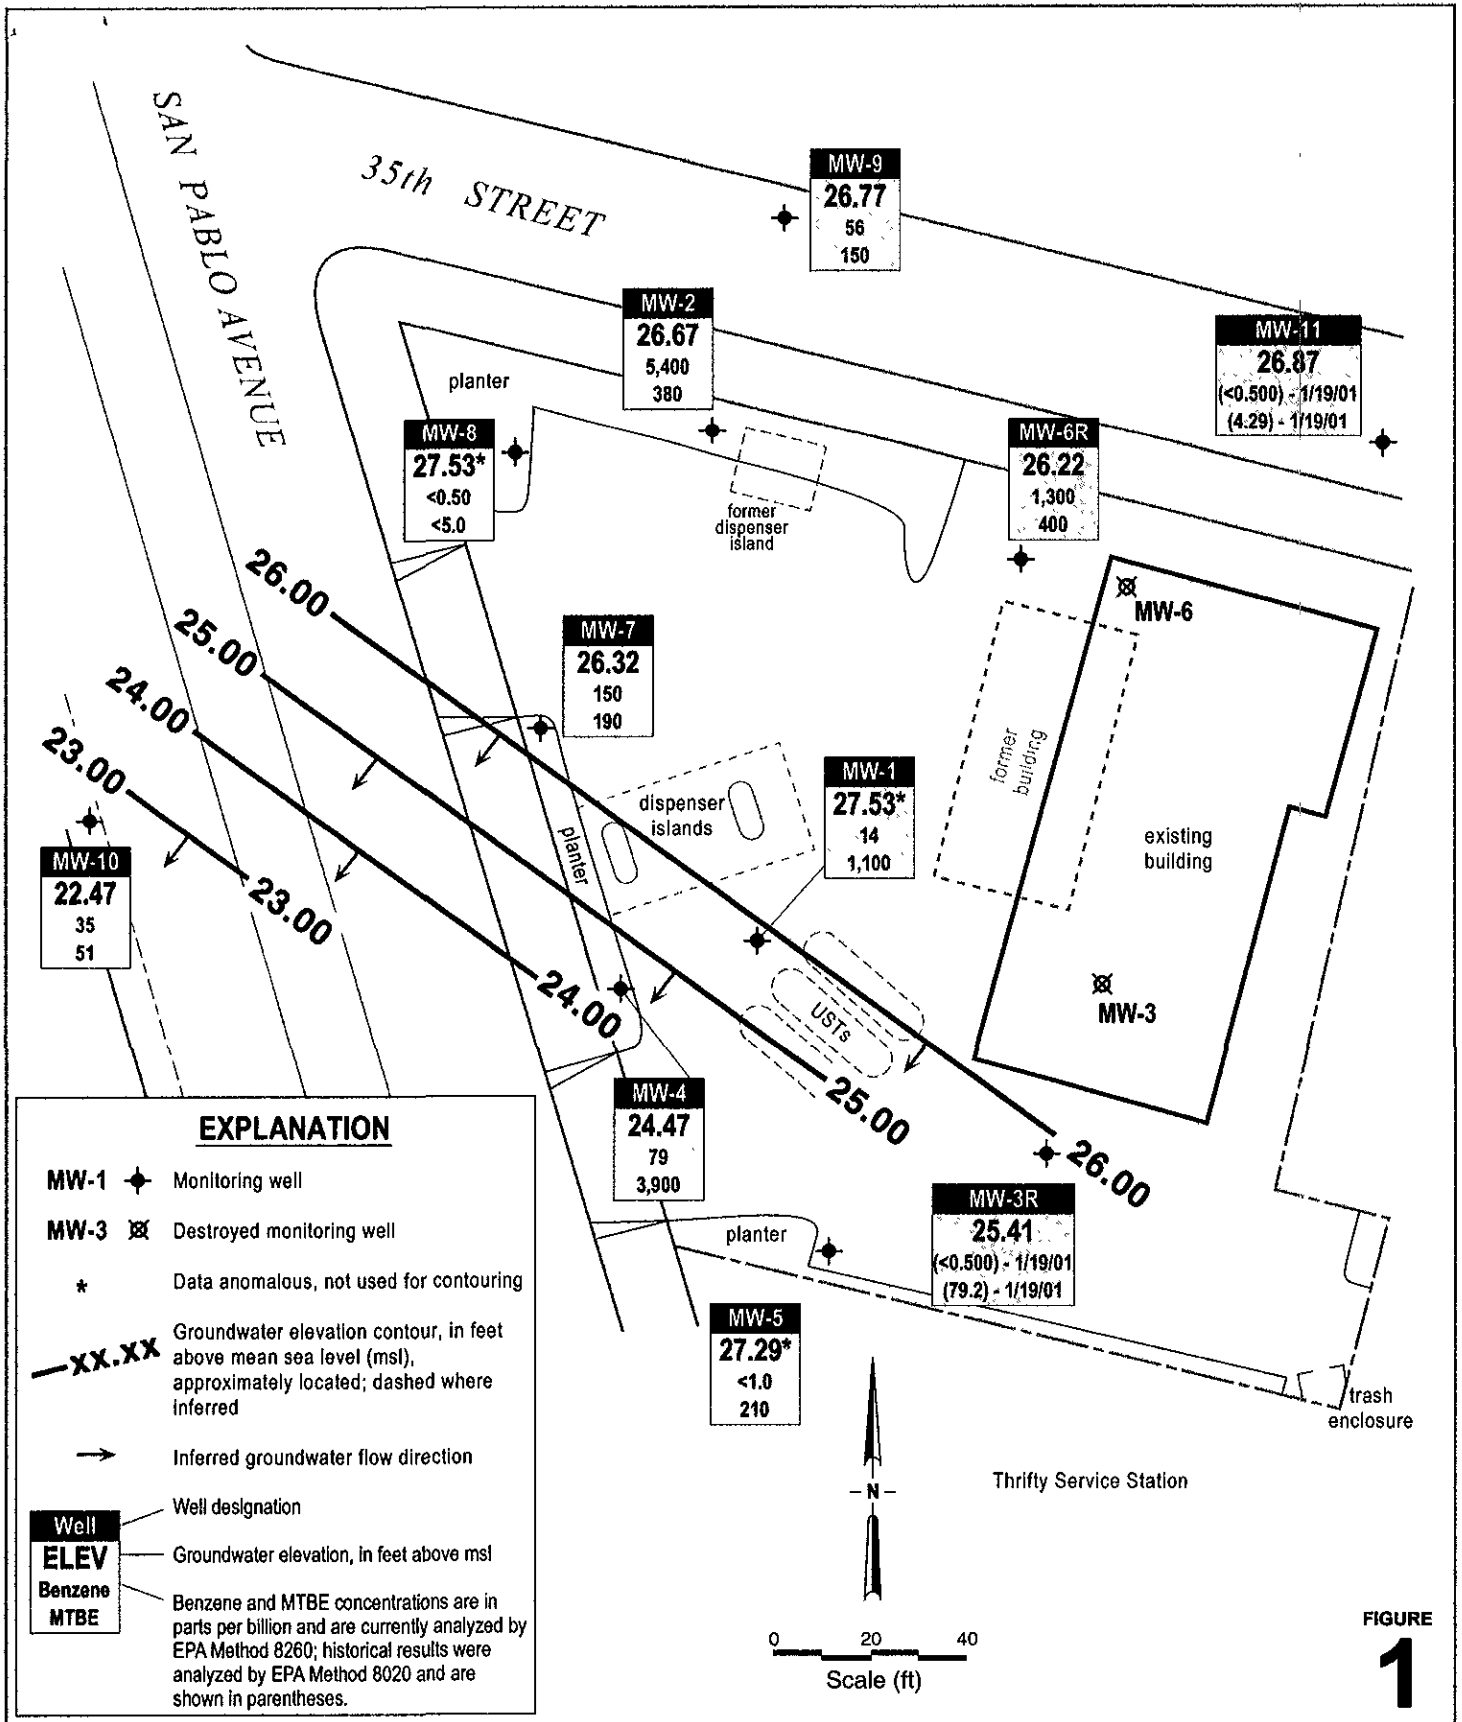 SAN PABLO AVENUE
35th STREET
MW-9
26.77
56
150
MW-2
26.67
5,400
380
MW-11
26.87
(<0.500) - 1/19/01
(4.29) - 1/19/01
planter
MW-8
27.53*
<0.50
<5.0
MW-6R
26.22
1,300
400
former
dispenser
island
26.00
25.00
24.00
23.00
MW-6
MW-7
26.32
150
190
former
building
dispenser
islands
MW-1
27.53*
14
1,100
existing
building
planter
MW-10
22.47
35
51
23.00
24.00
USTs
MW-3
25.00
26.00
MW-4
24.47
79
3,900
MW-3R
25.41
(<0.500) - 1/19/01
(79.2) - 1/19/01
planter
MW-5
27.29*
<1.0
210
trash
enclosure
Thrifty Service Station
N
0 20 40
Scale (ft)
EXPLANATION
MW-1 Monitoring well
MW-3 Destroyed monitoring well
* Data anomalous, not used for contouring
XX.XX
Groundwater elevation contour, in feet
above mean sea level (msl),
approximately located; dashed where
inferred
Inferred groundwater flow direction
Well designation
Well
ELEV
Benzene
MTBE
Groundwater elevation, in feet above msl
Benzene and MTBE concentrations are in
parts per billion and are currently analyzed by
EPA Method 8260; historical results were
analyzed by EPA Method 8020 and are
shown in parentheses.
FIGURE
1